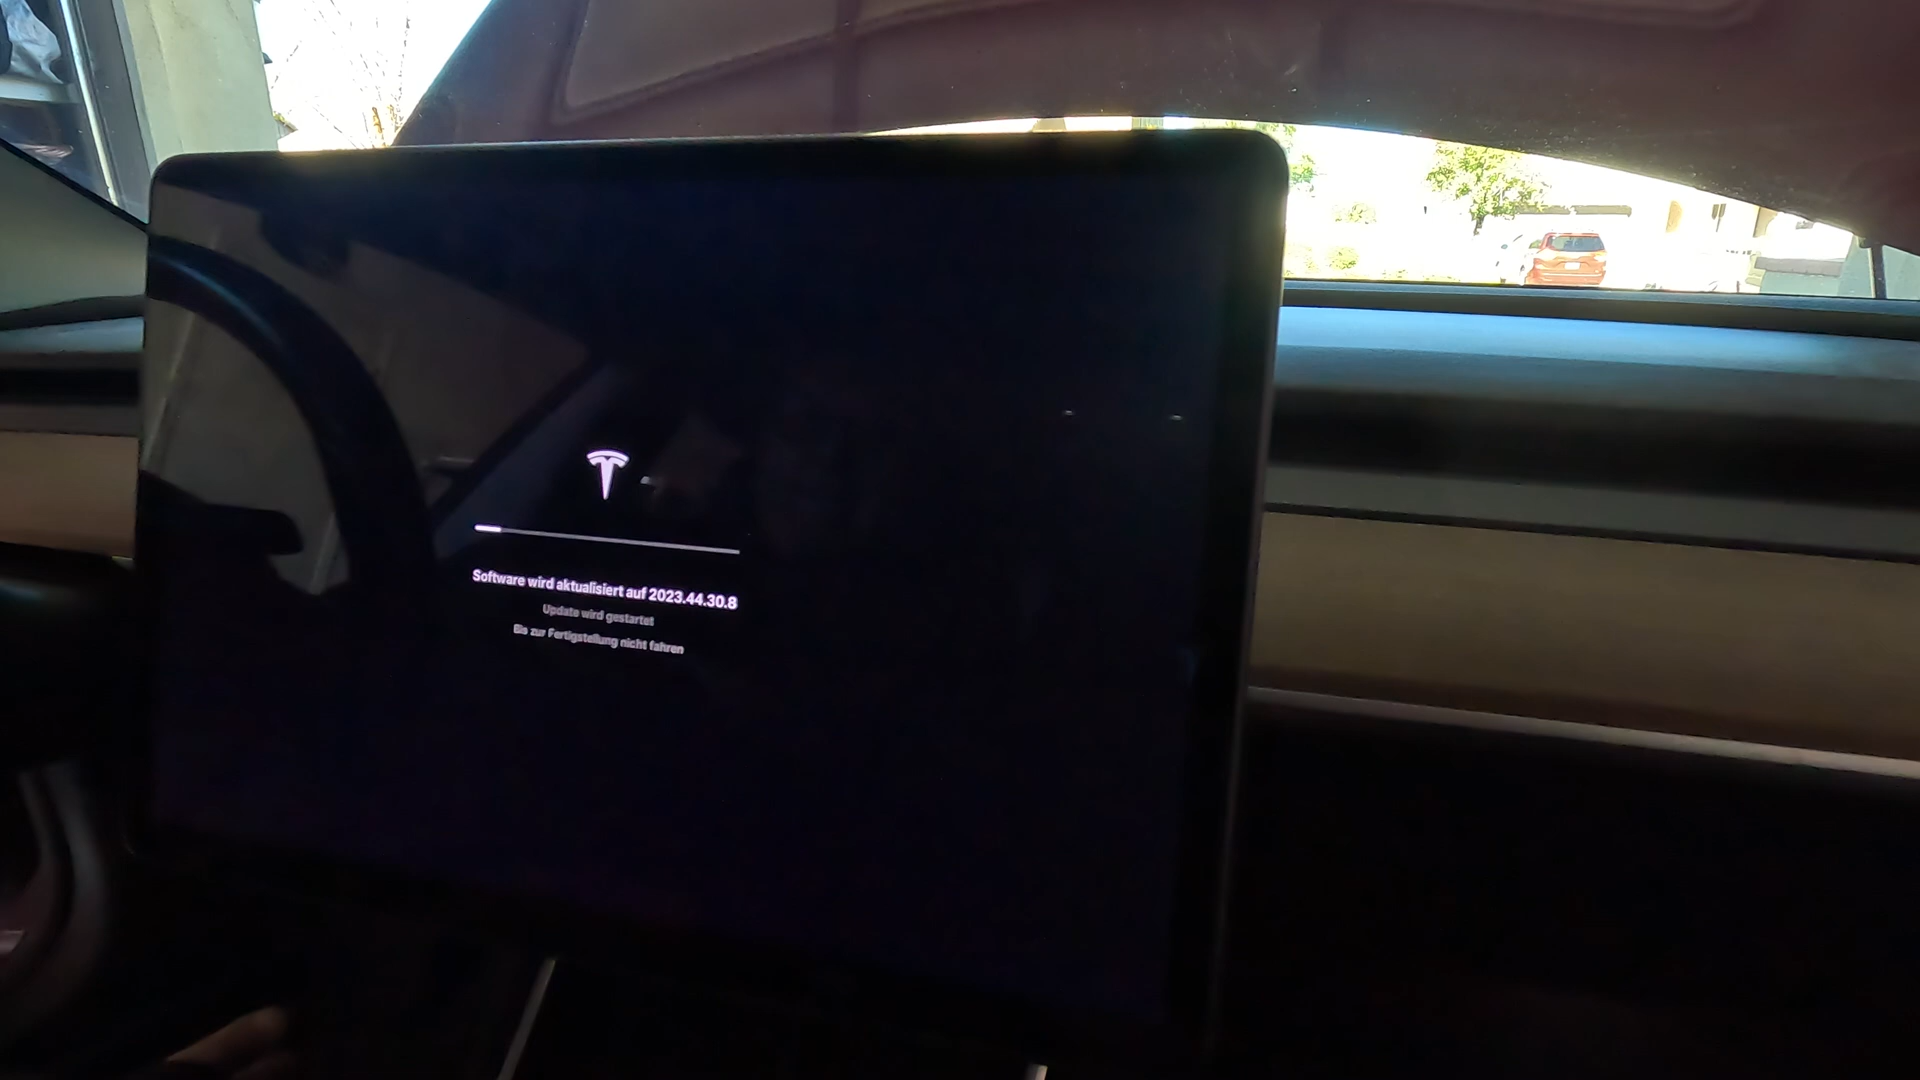 Software wird aktualisiert auf 2023.44.30.8
Update wird gestartet
Bis zur Fertigstellung nicht fahren